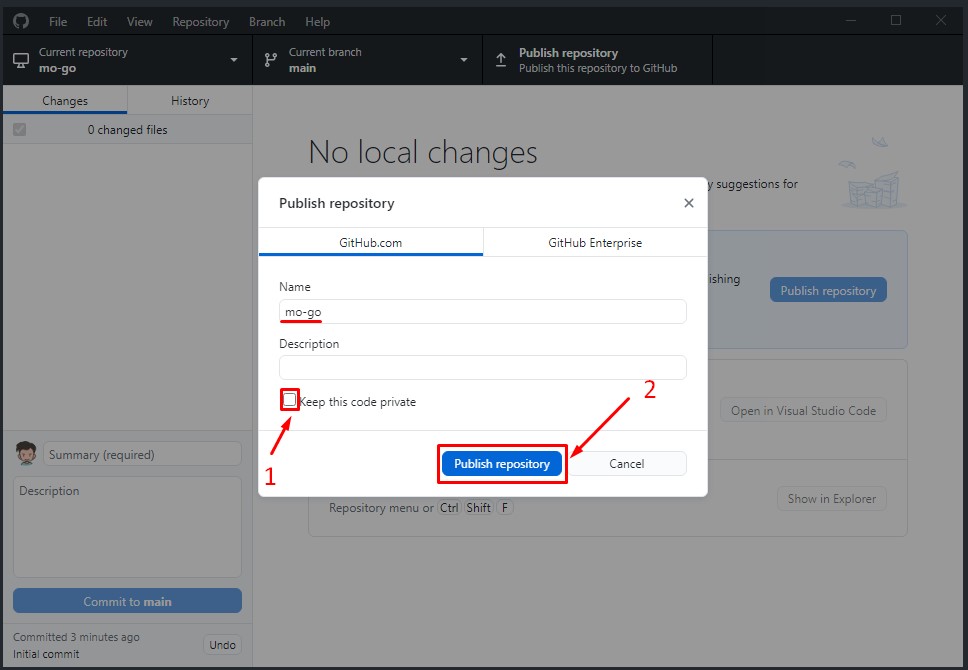 File Edit View Repository Branch Help
Current repository
mo-go
Current branch
main
Publish repository
Publish this repository to GitHub
Changes History
0 changed files
No local changes
y suggestions for
Publish repository
GitHub.com GitHub Enterprise
Name
mo-go
Description
Keep this code private
1
2
Publish repository Cancel
ishing
Publish repository
Open in Visual Studio Code
Show in Explorer
Repository menu or Ctrl Shift F
Summary (required)
Description
Commit to main
Committed 3 minutes ago
Initial commit
Undo